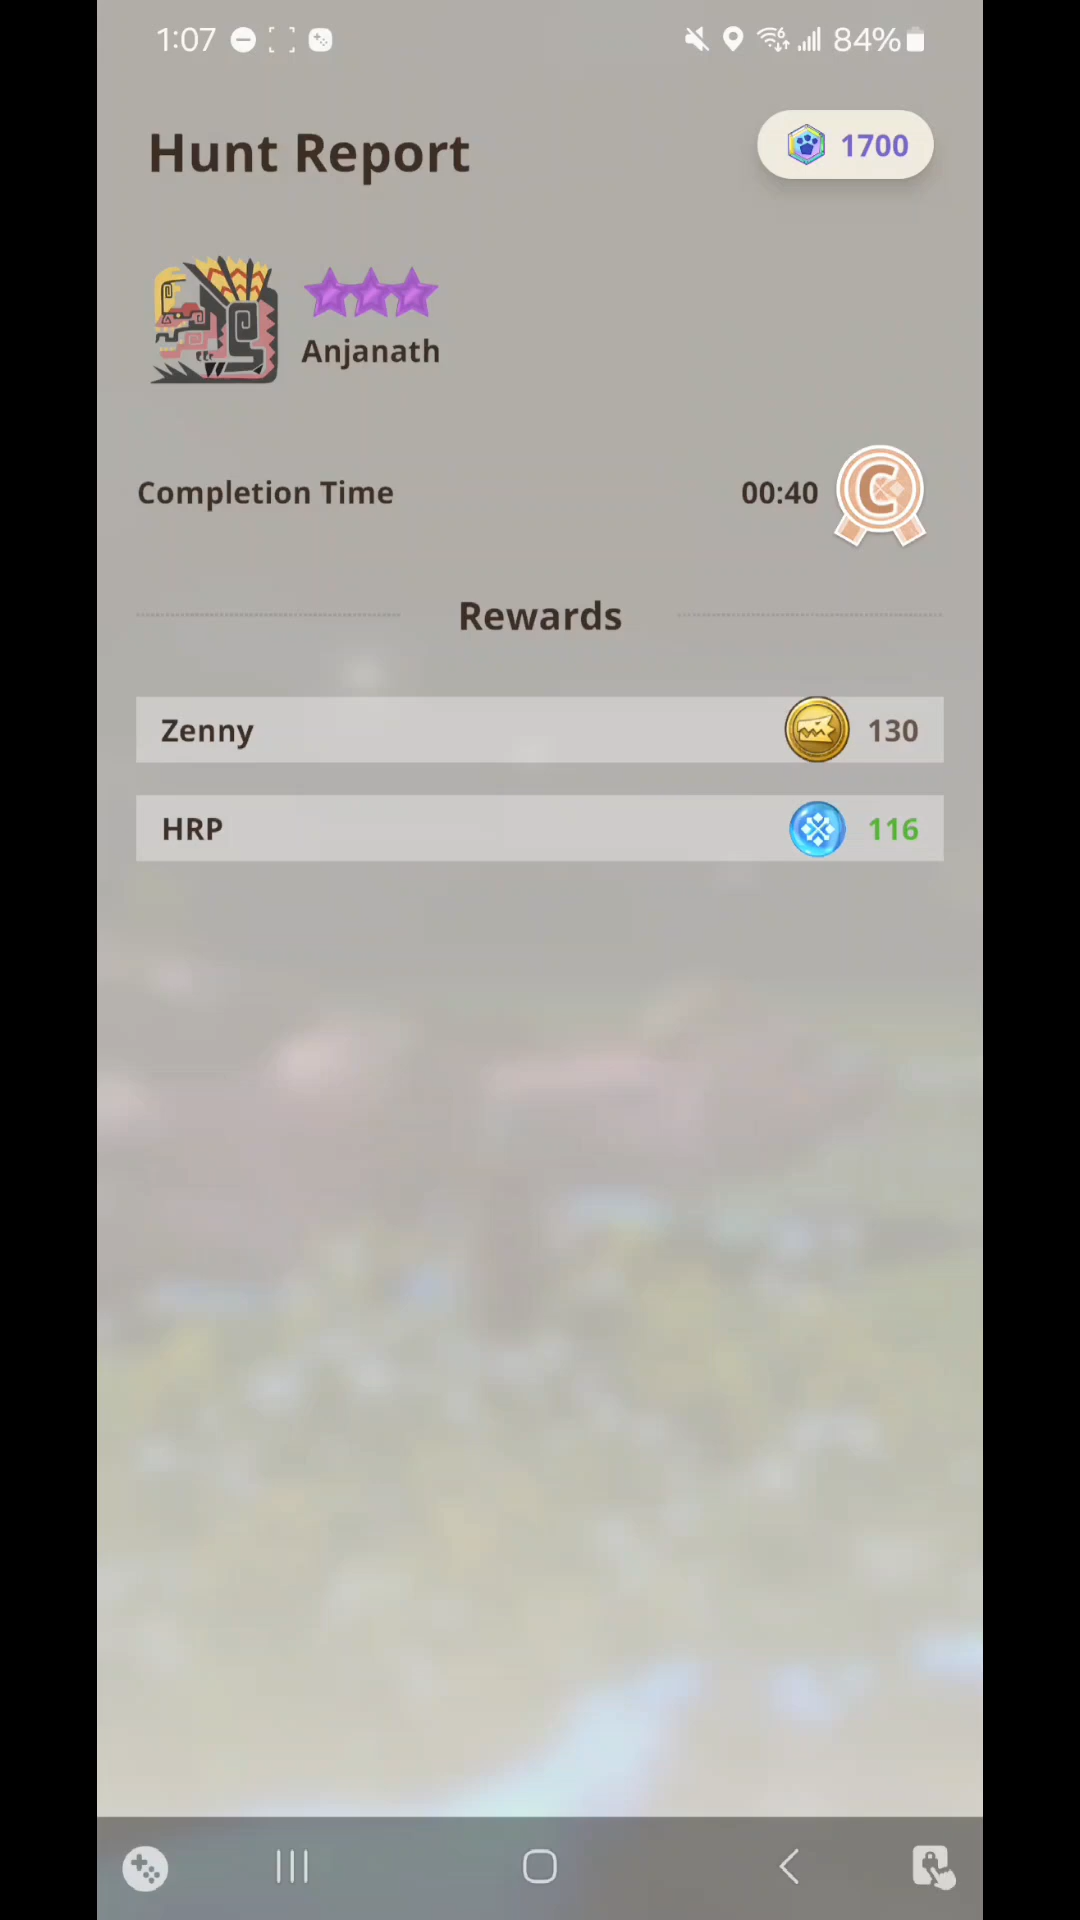 1:07
84%
Hunt Report
1700
Anjanath
Completion Time 00:40 C
Rewards
Zenny 130
HRP 116